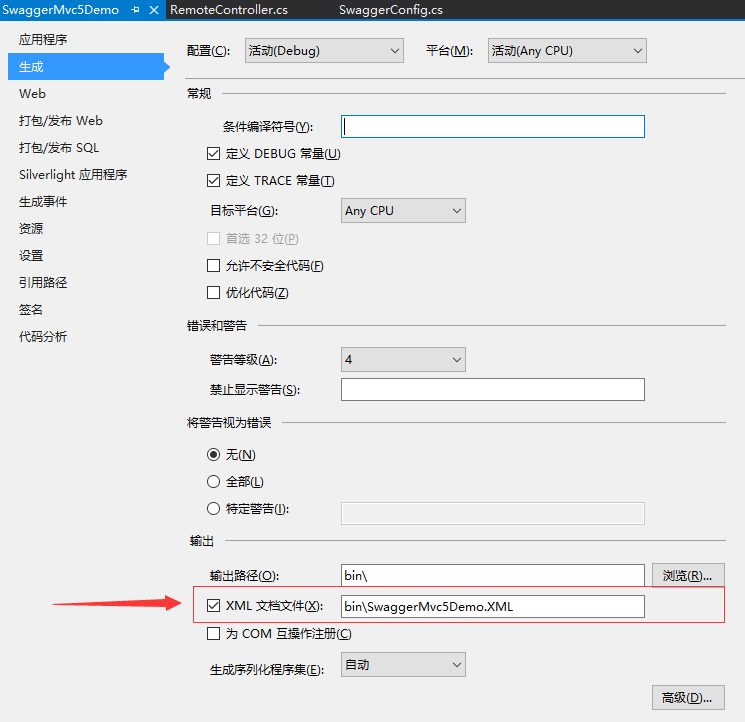 SwaggerMvc5Demo RemoteController.cs SwaggerConfig.cs
应用程序
生成
Web
打包/发布 Web
打包/发布 SQL
Silverlight 应用程序
生成事件
资源
设置
引用路径
签名
代码分析
配置(C): 活动(Debug) 平台(M): 活动(Any CPU)
常规
条件编译符号(Y):
定义 DEBUG 常量(U)
定义 TRACE 常量(T)
目标平台(G): Any CPU
首选 32 位(P)
允许不安全代码(F)
优化代码(Z)
错误和警告
警告等级(A): 4
禁止显示警告(S):
将警告视为错误
无(N)
全部(L)
特定警告(I):
输出
输出路径(O): bin\ 浏览(R)...
XML 文档文件(X): bin\SwaggerMvc5Demo.XML
为 COM 互操作注册(C)
生成序列化程序集(E): 自动
高级(D)...